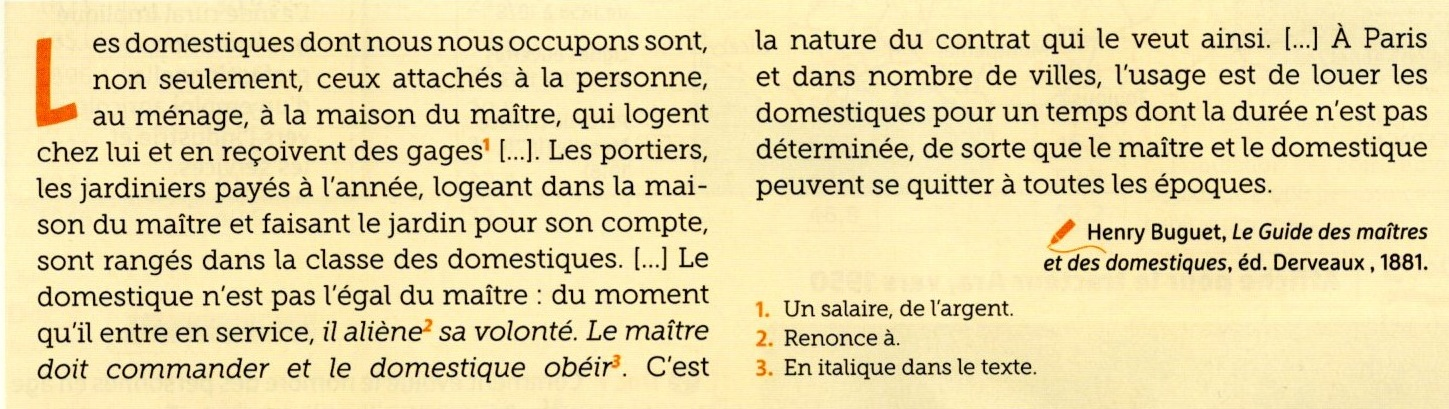 Les domestiques dont nous nous occupons sont,
non seulement, ceux attachés à la personne,
au ménage, à la maison du maître, qui logent
chez lui et en reçoivent des gages¹ [...]. Les portiers,
les jardiniers payés à l'année, logeant dans la mai-
son du maître et faisant le jardin pour son compte,
sont rangés dans la classe des domestiques. [...] Le
domestique n'est pas l'égal du maître : du moment
qu'il entre en service, il aliène² sa volonté. Le maître
doit commander et le domestique obéir³. C'est
la nature du contrat qui le veut ainsi. [...] À Paris
et dans nombre de villes, l'usage est de louer les
domestiques pour un temps dont la durée n'est pas
déterminée, de sorte que le maître et le domestique
peuvent se quitter à toutes les époques.
Henry Buguet, Le Guide des maîtres
et des domestiques, éd. Derveaux , 1881.
1. Un salaire, de l'argent.
2. Renonce à.
3. En italique dans le texte.